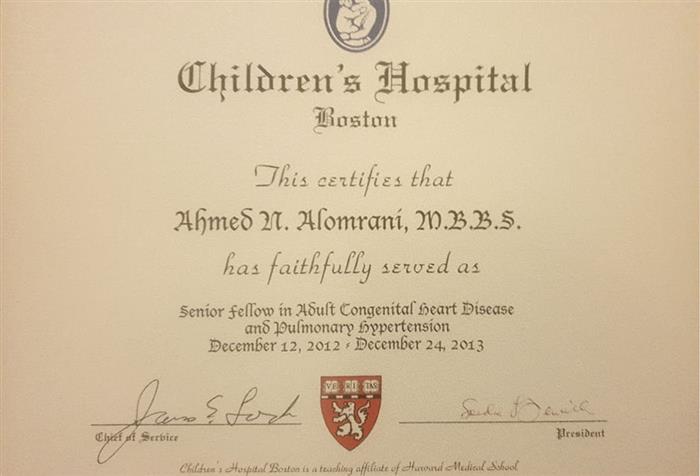 Children's Hospital
Boston
This certifies that
Ahmed N. Alomrani, M.B.B.S.
has faithfully served as
Senior Fellow in Adult Congenital Heart Disease
and Pulmonary Hypertension
December 12, 2012 - December 24, 2013
VE RI TAS
Chief of Service
President
Children's Hospital Boston is a teaching affiliate of Harvard Medical School